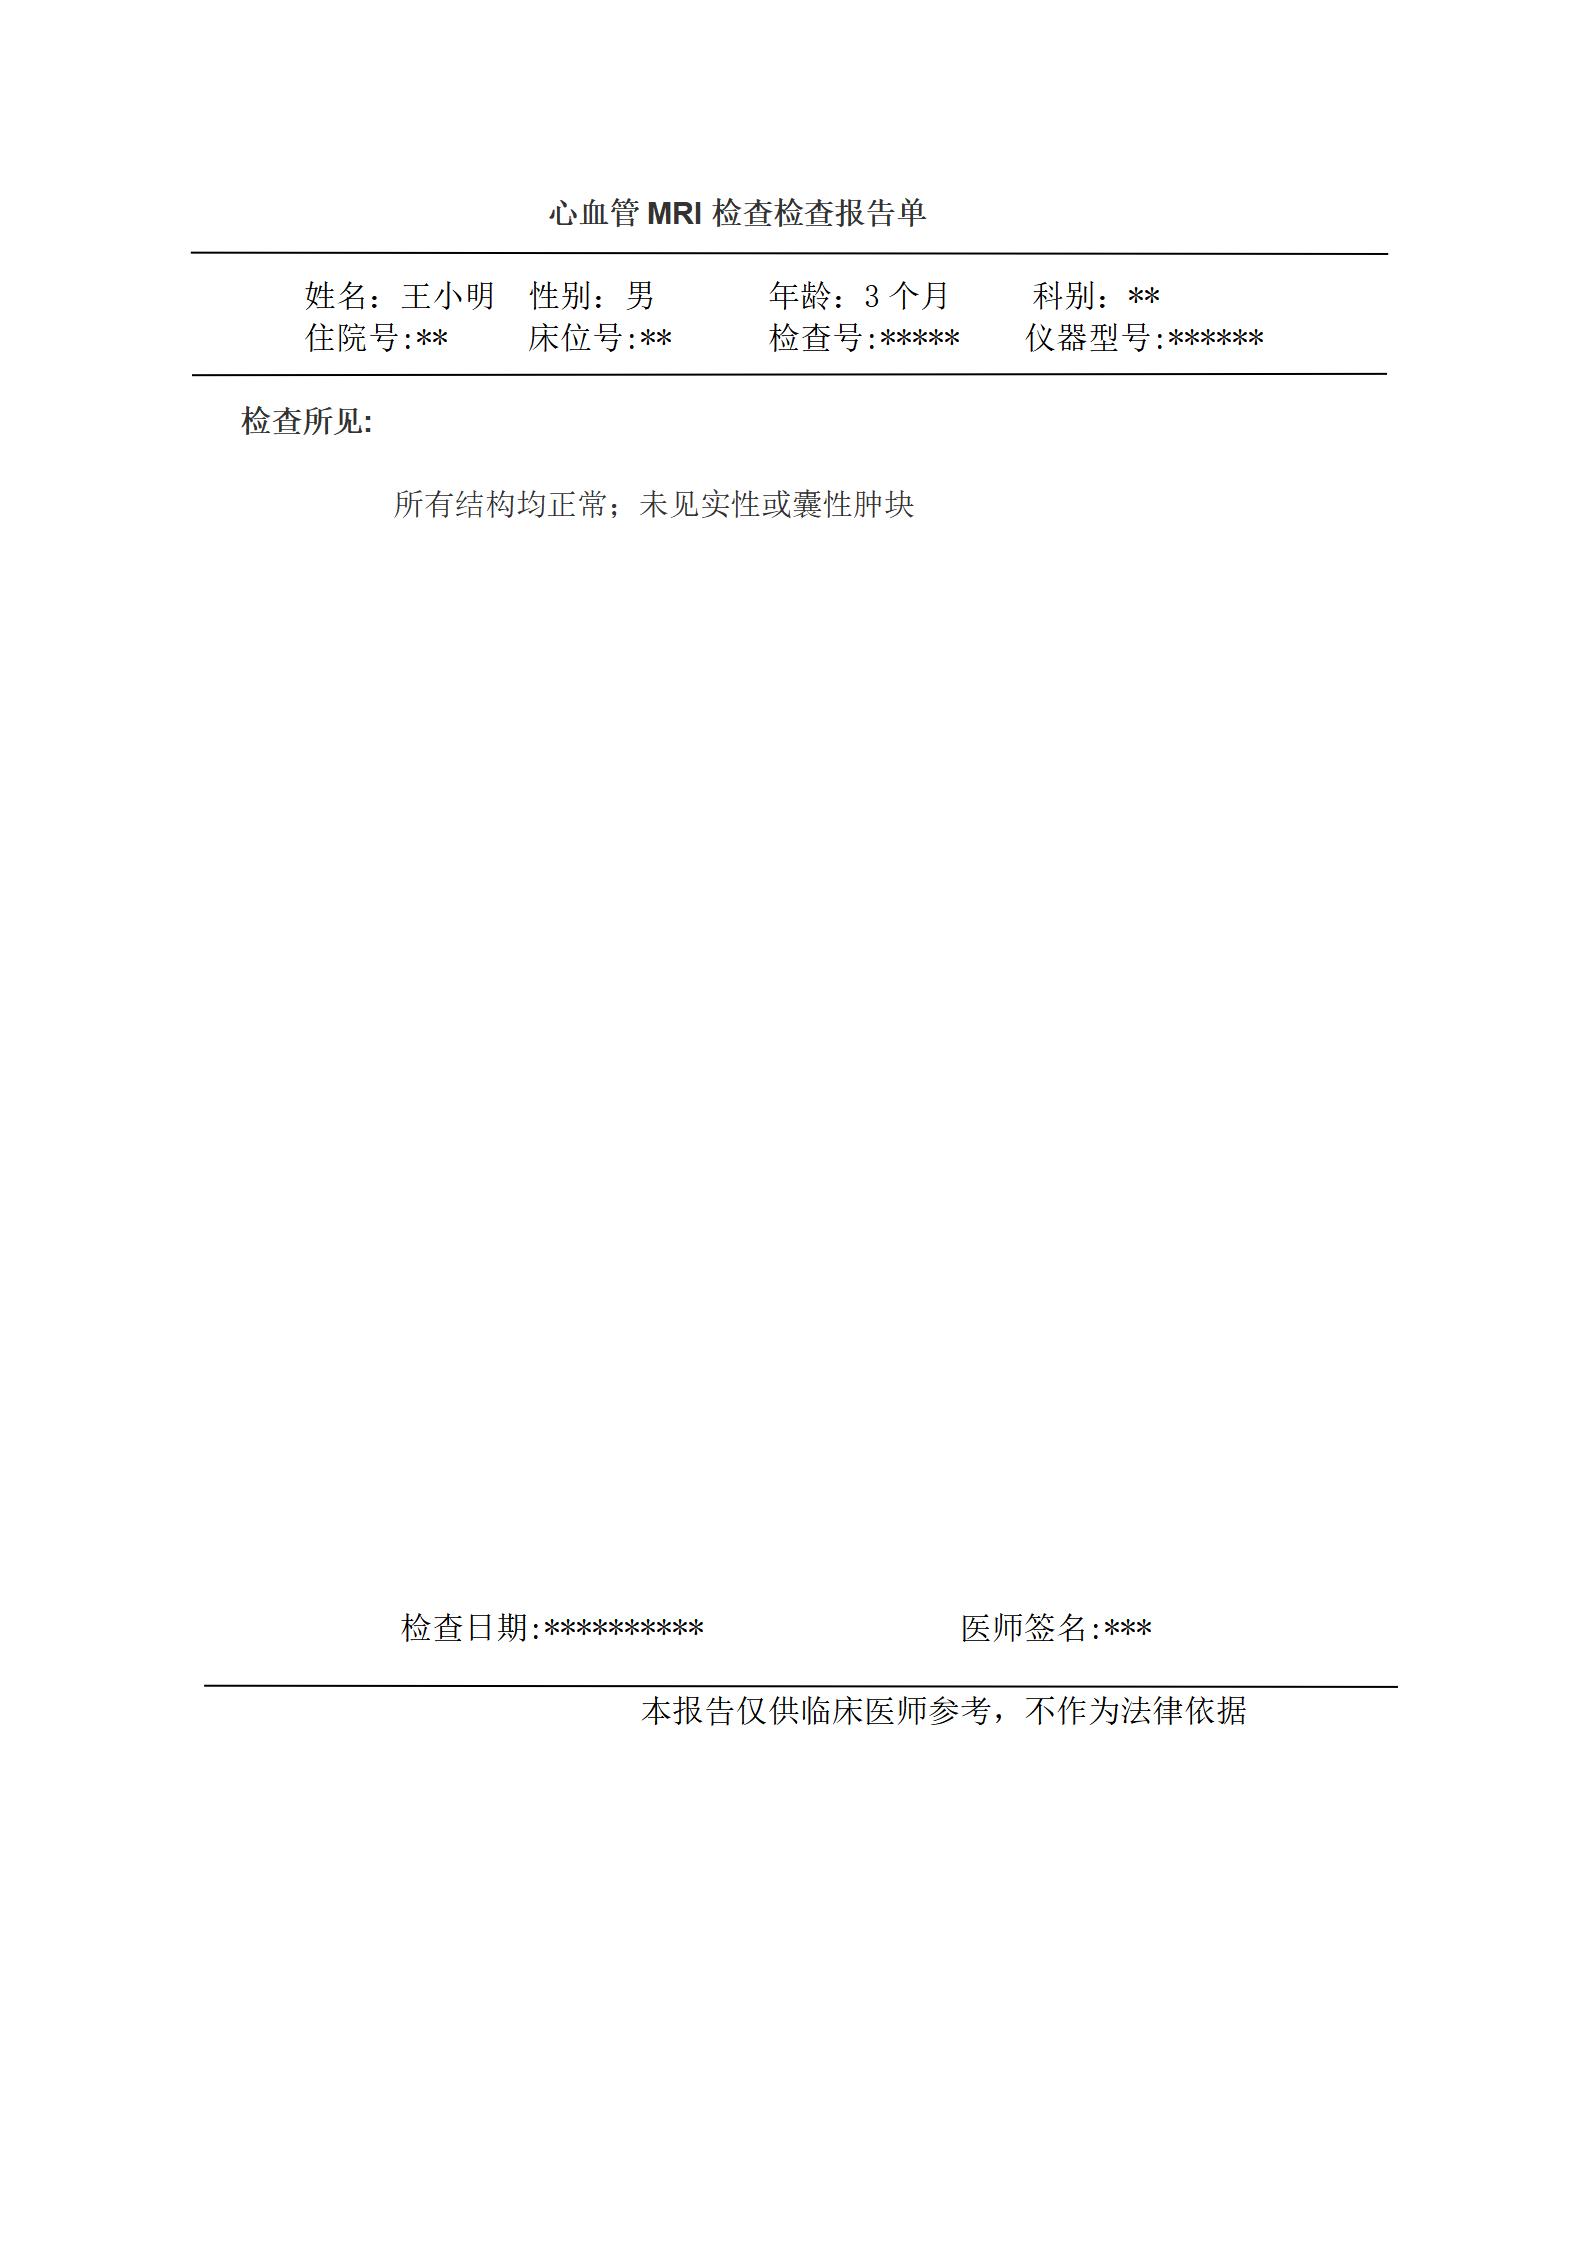 心血管 MRI 检查检查报告单
姓名：王小明 性别：男 年龄：3 个月 科别：**
住院号:** 床位号:** 检查号:***** 仪器型号:******
检查所见:
所有结构均正常；未见实性或囊性肿块
检查日期:********** 医师签名:***
本报告仅供临床医师参考，不作为法律依据